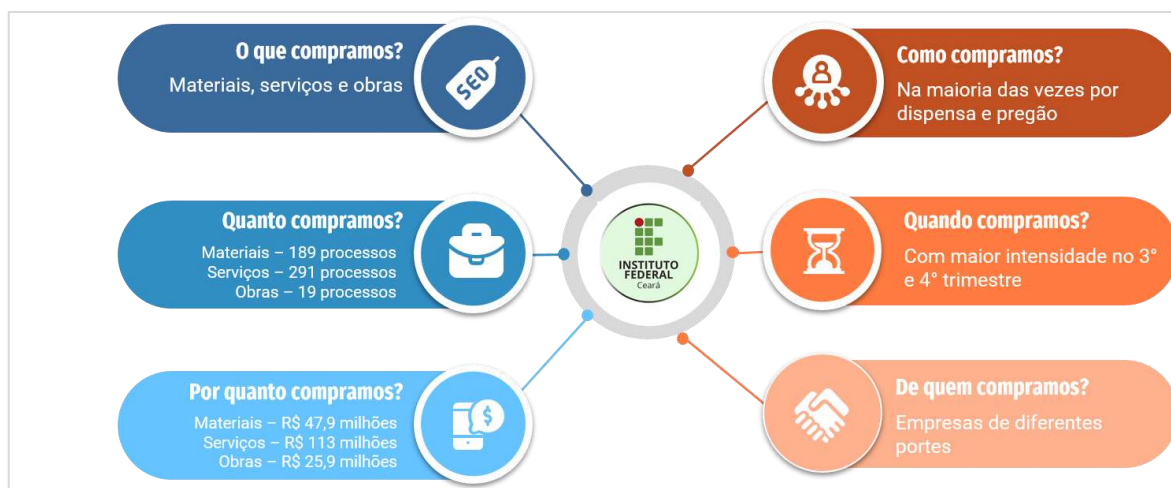 O que compramos?
Materiais, serviços e obras
SEO
Quanto compramos?
Materiais – 189 processos
Serviços – 291 processos
Obras – 19 processos
Por quanto compramos?
Materiais – R$ 47,9 milhões
Serviços – R$ 113 milhões
Obras – R$ 25,9 milhões
$
INSTITUTO
FEDERAL
Ceará
Como compramos?
Na maioria das vezes por
dispensa e pregão
Quando compramos?
Com maior intensidade no 3°
e 4° trimestre
De quem compramos?
Empresas de diferentes
portes